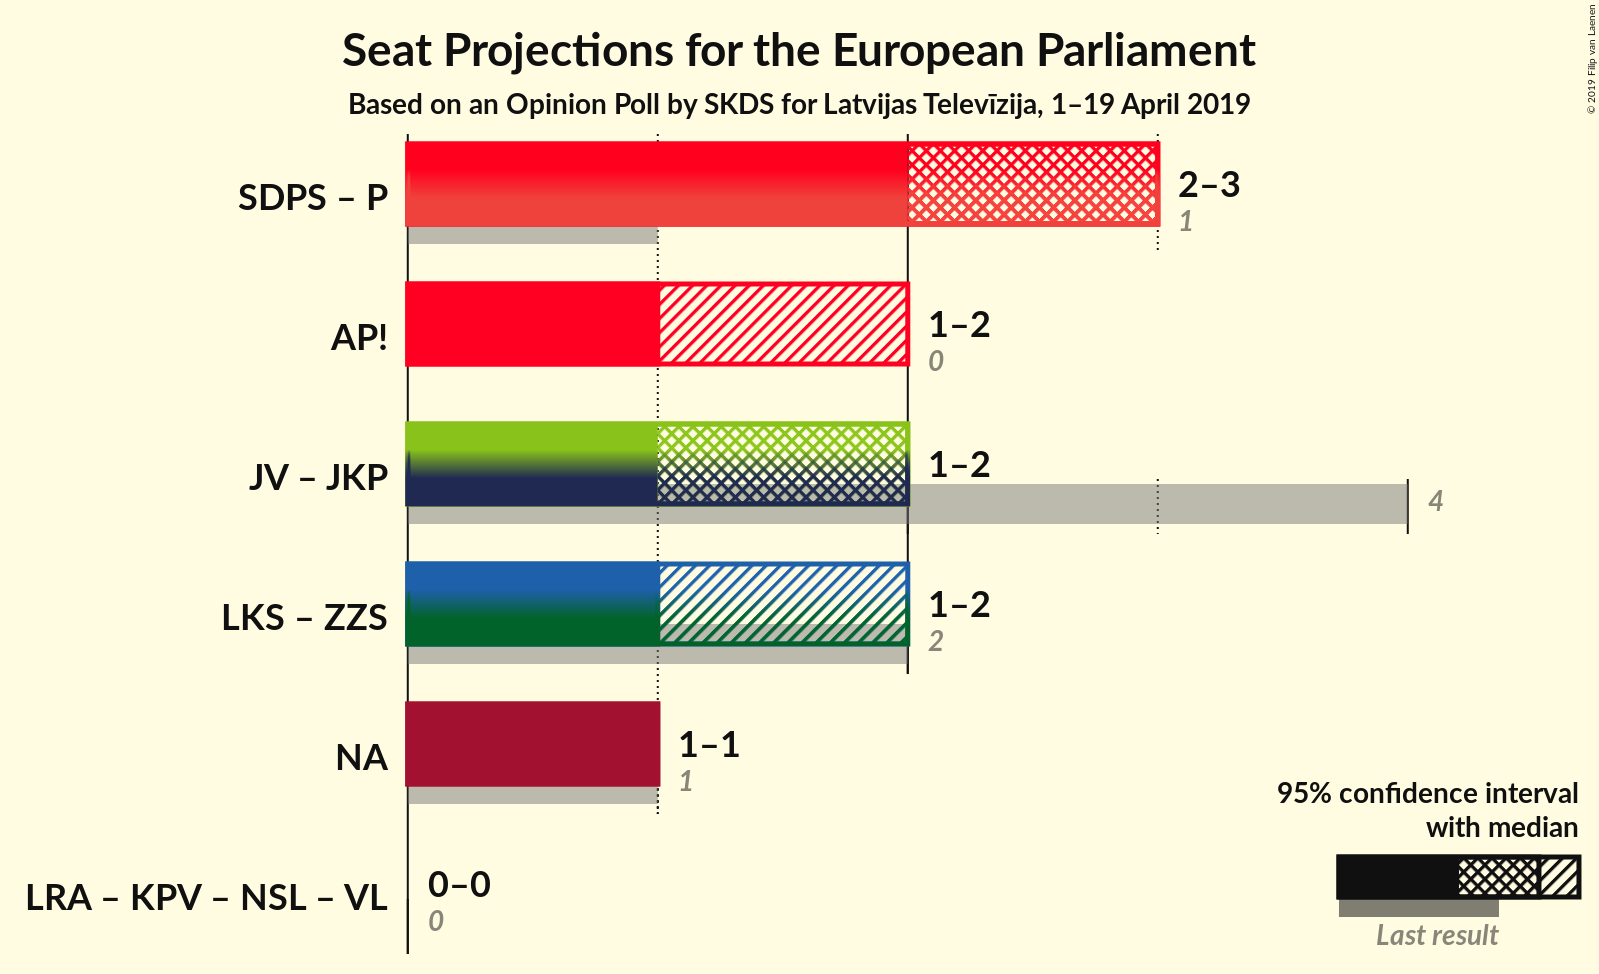 Seat Projections for the European Parliament
Based on an Opinion Poll by SKDS for Latvijas Televīzija, 1–19 April 2019
© 2019 Filip van Laenen
SDPS – P
2–3
1
AP!
1–2
0
JV – JKP
1–2
4
LKS – ZZS
1–2
2
NA
1–1
1
LRA – KPV – NSL – VL
0–0
0
95% confidence interval
with median
Last result